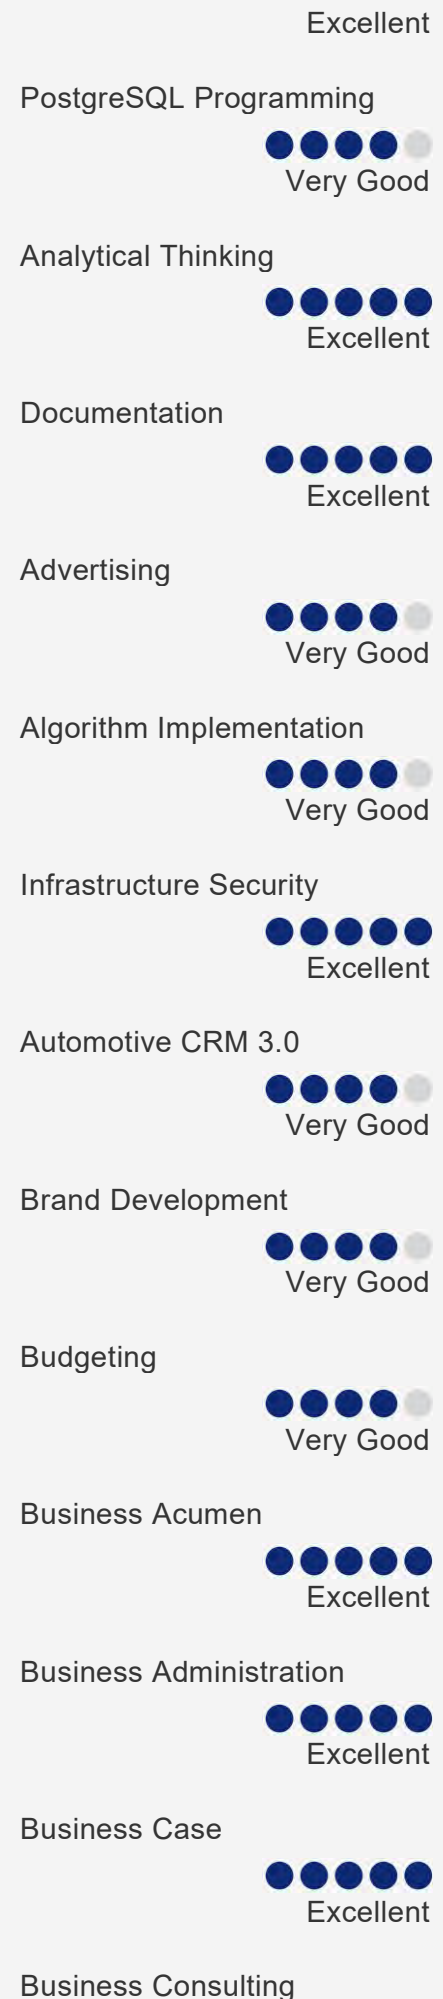 Excellent
PostgreSQL Programming
Very Good
Analytical Thinking
Excellent
Documentation
Excellent
Advertising
Very Good
Algorithm Implementation
Very Good
Infrastructure Security
Excellent
Automotive CRM 3.0
Very Good
Brand Development
Very Good
Budgeting
Very Good
Business Acumen
Excellent
Business Administration
Excellent
Business Case
Excellent
Business Consulting